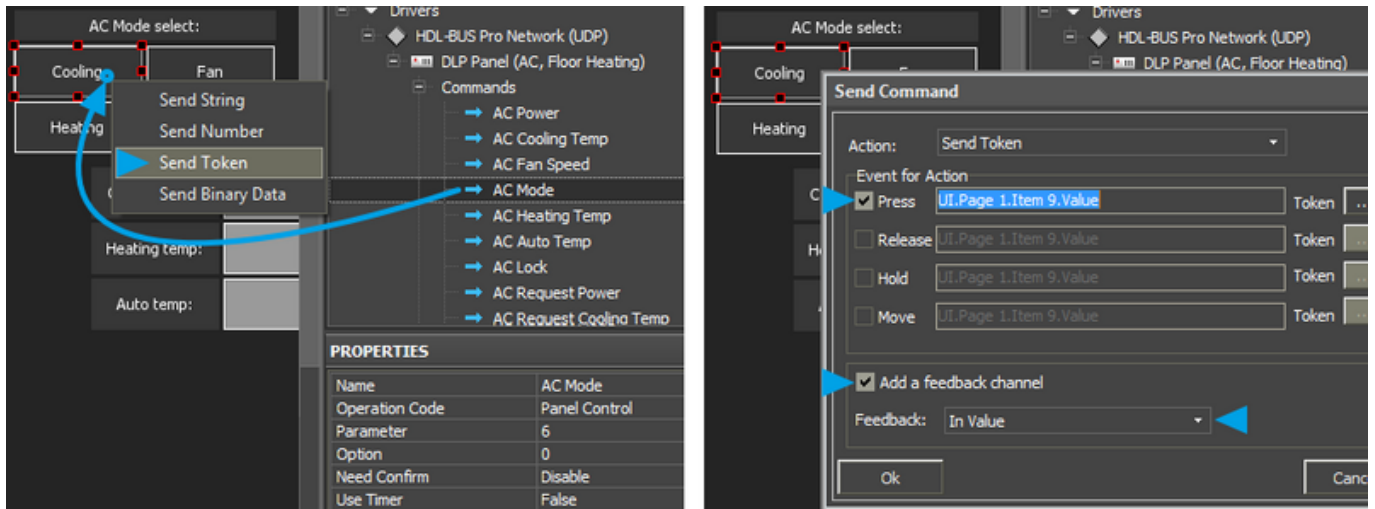 AC Mode select:
Cooling
Fan
Heating
Send String
Send Number
Send Token
Send Binary Data
Heating temp:
Auto temp:
Drivers
HDL-BUS Pro Network (UDP)
DLP Panel (AC, Floor Heating)
Commands
AC Power
AC Cooling Temp
AC Fan Speed
AC Mode
AC Heating Temp
AC Auto Temp
AC Lock
AC Request Power
AC Request Cooling Temp
PROPERTIES
Name AC Mode
Operation Code Panel Control
Parameter 6
Option 0
Need Confirm Disable
Use Timer False
AC Mode select:
Cooling
Heating
Drivers
HDL-BUS Pro Network (UDP)
DLP Panel (AC, Floor Heating)
Send Command
Action: Send Token
Event for Action
Press UI.Page 1.Item 9.Value Token ...
Release UI.Page 1.Item 9.Value Token
Hold UI.Page 1.Item 9.Value Token
Move UI.Page 1.Item 9.Value Token
Add a feedback channel
Feedback: In Value
Ok
Canc